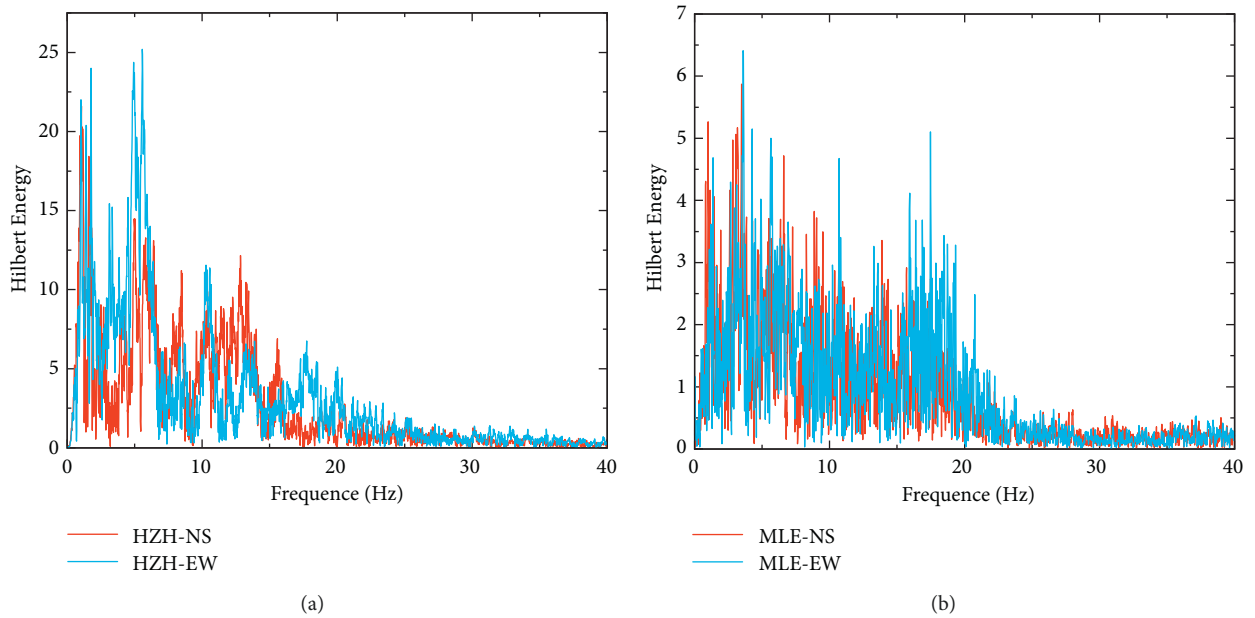 Hilbert Energy
25
20
15
10
5
0
0 10 20 30 40
Frequence (Hz)
HZH-NS
HZH-EW
(a)
Hilbert Energy
7
6
5
4
3
2
1
0
0 10 20 30 40
Frequence (Hz)
MLE-NS
MLE-EW
(b)